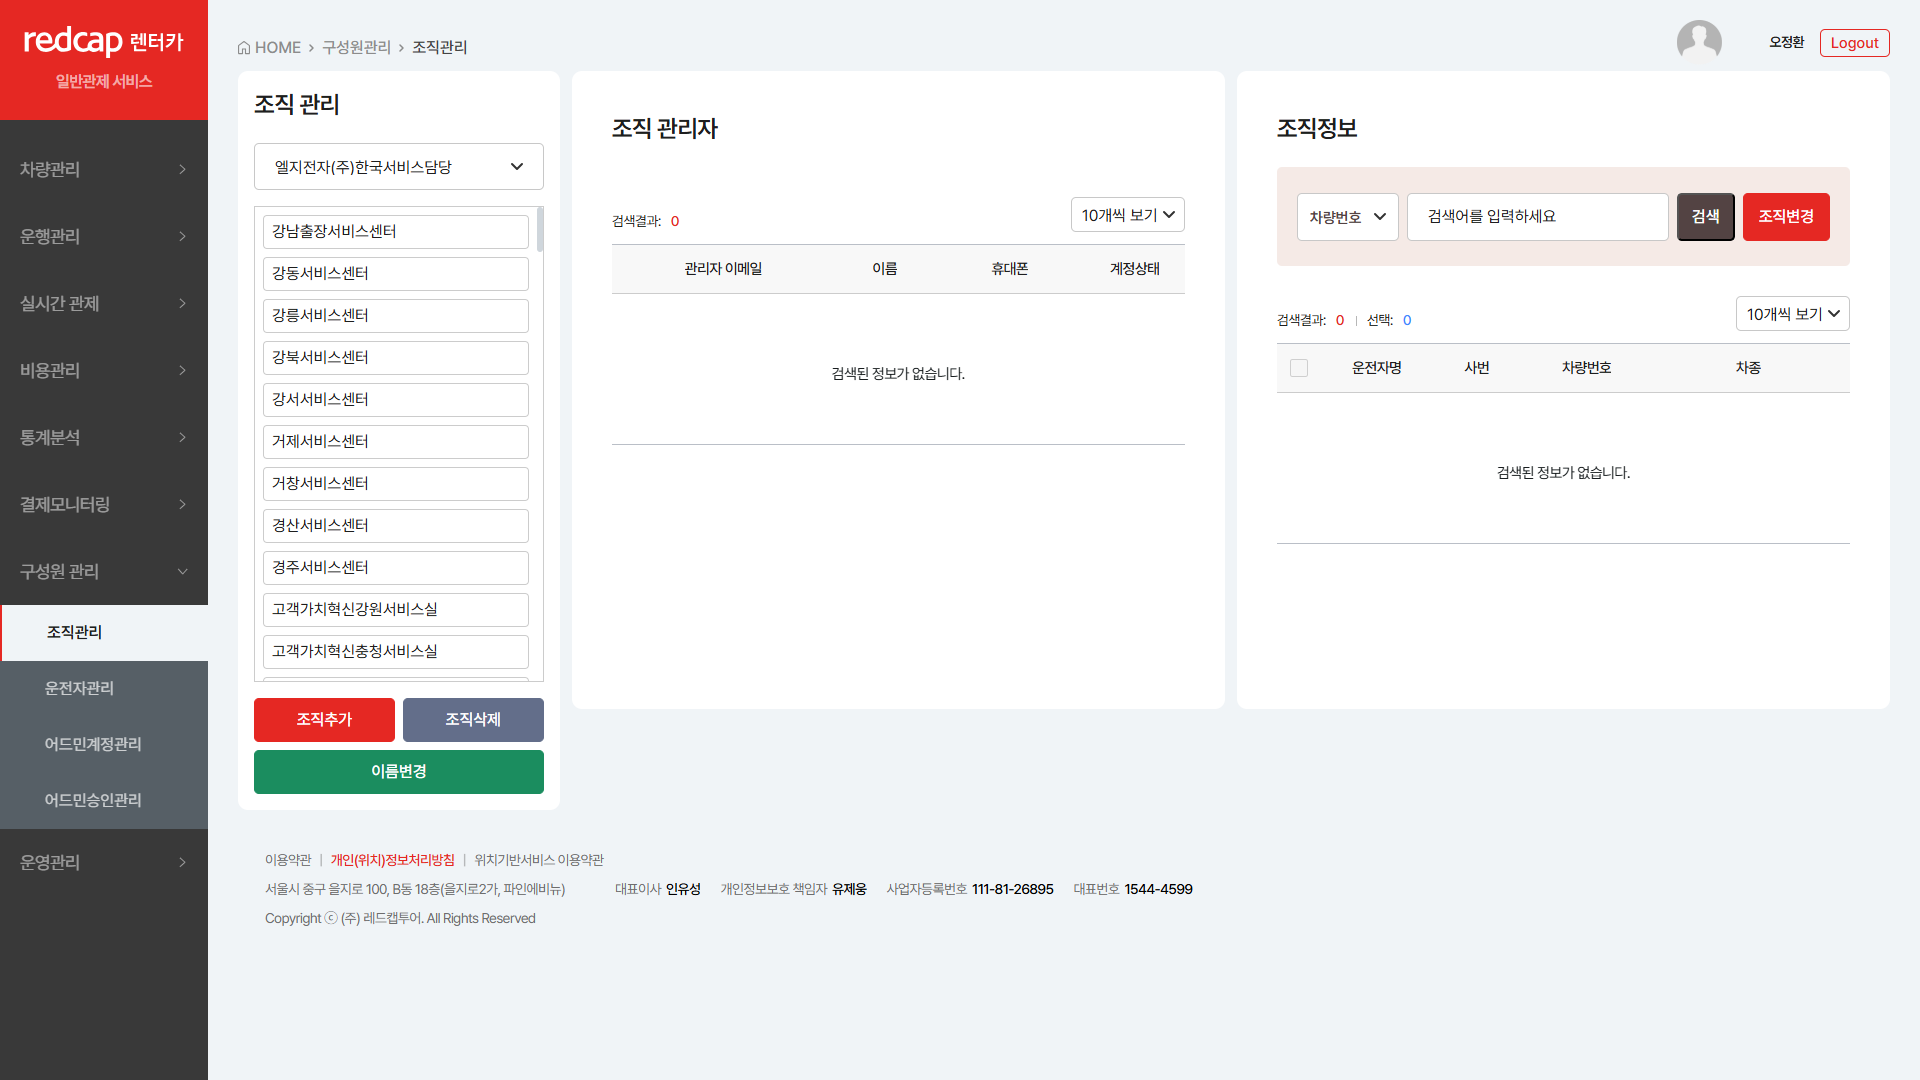 redcap 렌터카
일반관제 서비스
차량관리
운행관리
실시간 관제
비용관리
통계분석
결제모니터링
구성원 관리
조직관리
운전자관리
어드민계정관리
어드민승인관리
운영관리
HOME > 구성원관리 > 조직관리
오정환
Logout
조직 관리
엘지전자(주)한국서비스담당
강남출장서비스센터
강동서비스센터
강릉서비스센터
강북서비스센터
강서서비스센터
거제서비스센터
거창서비스센터
경산서비스센터
경주서비스센터
고객가치혁신강원서비스실
고객가치혁신충청서비스실
조직추가
조직삭제
이름변경
조직 관리자
검색결과: 0
10개씩 보기
관리자 이메일 이름 휴대폰 계정상태
검색된 정보가 없습니다.
조직정보
차량번호
검색어를 입력하세요
검색
조직변경
검색결과: 0 | 선택: 0
10개씩 보기
운전자명 사번 차량번호 차종
검색된 정보가 없습니다.
이용약관 | 개인(위치)정보처리방침 | 위치기반서비스 이용약관
서울시 중구 을지로 100, B동 18층(을지로2가, 파인에비뉴) 대표이사 인유성 개인정보보호 책임자 유제웅 사업자등록번호 111-81-26895 대표번호 1544-4599
Copyright ⓒ (주) 레드캡투어. All Rights Reserved